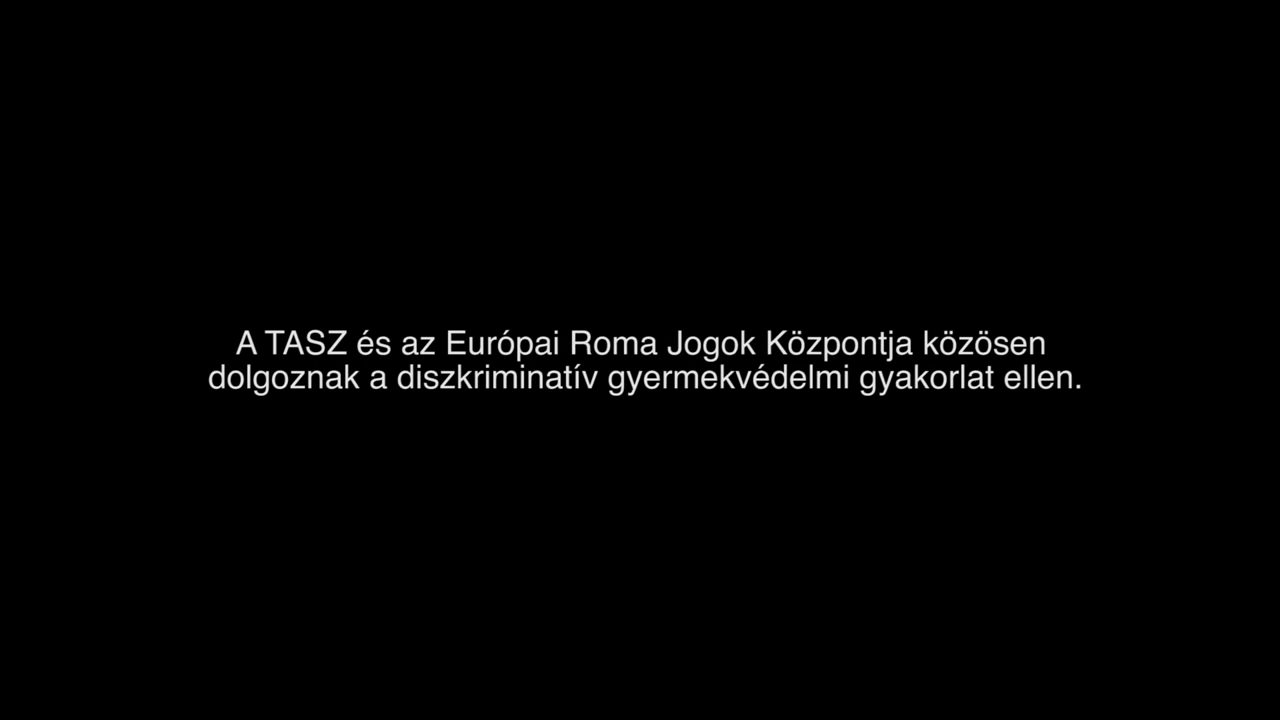 A TASZ és az Európai Roma Jogok Központja közösen
dolgoznak a diszkriminatív gyermekvédelmi gyakorlat ellen.